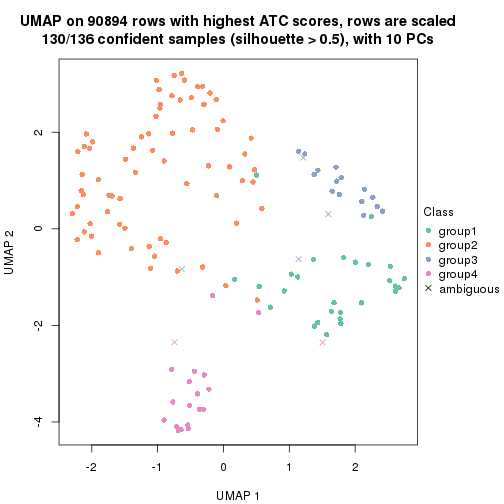 UMAP on 90894 rows with highest ATC scores, rows are scaled
130/136 confident samples (silhouette > 0.5), with 10 PCs
UMAP 2
2
0
-2
-4
-2
-1
0
1
2
UMAP 1
Class
group1
group2
group3
group4
ambiguous